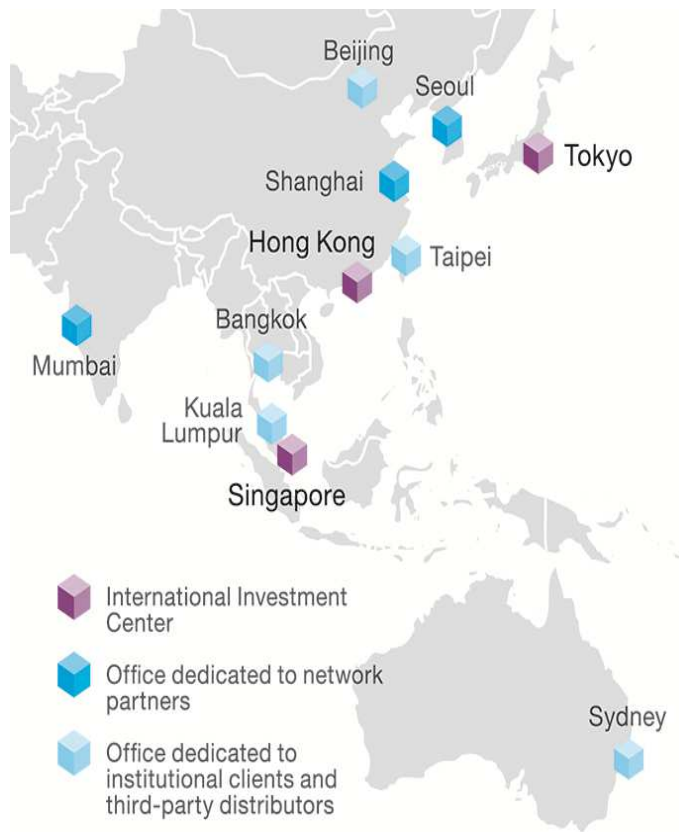 Beijing
Seoul
Tokyo
Shanghai
Hong Kong
Taipei
Bangkok
Mumbai
Kuala
Lumpur
Singapore
International Investment
Center
Office dedicated to network
partners
Sydney
Office dedicated to
institutional clients and
third-party distributors